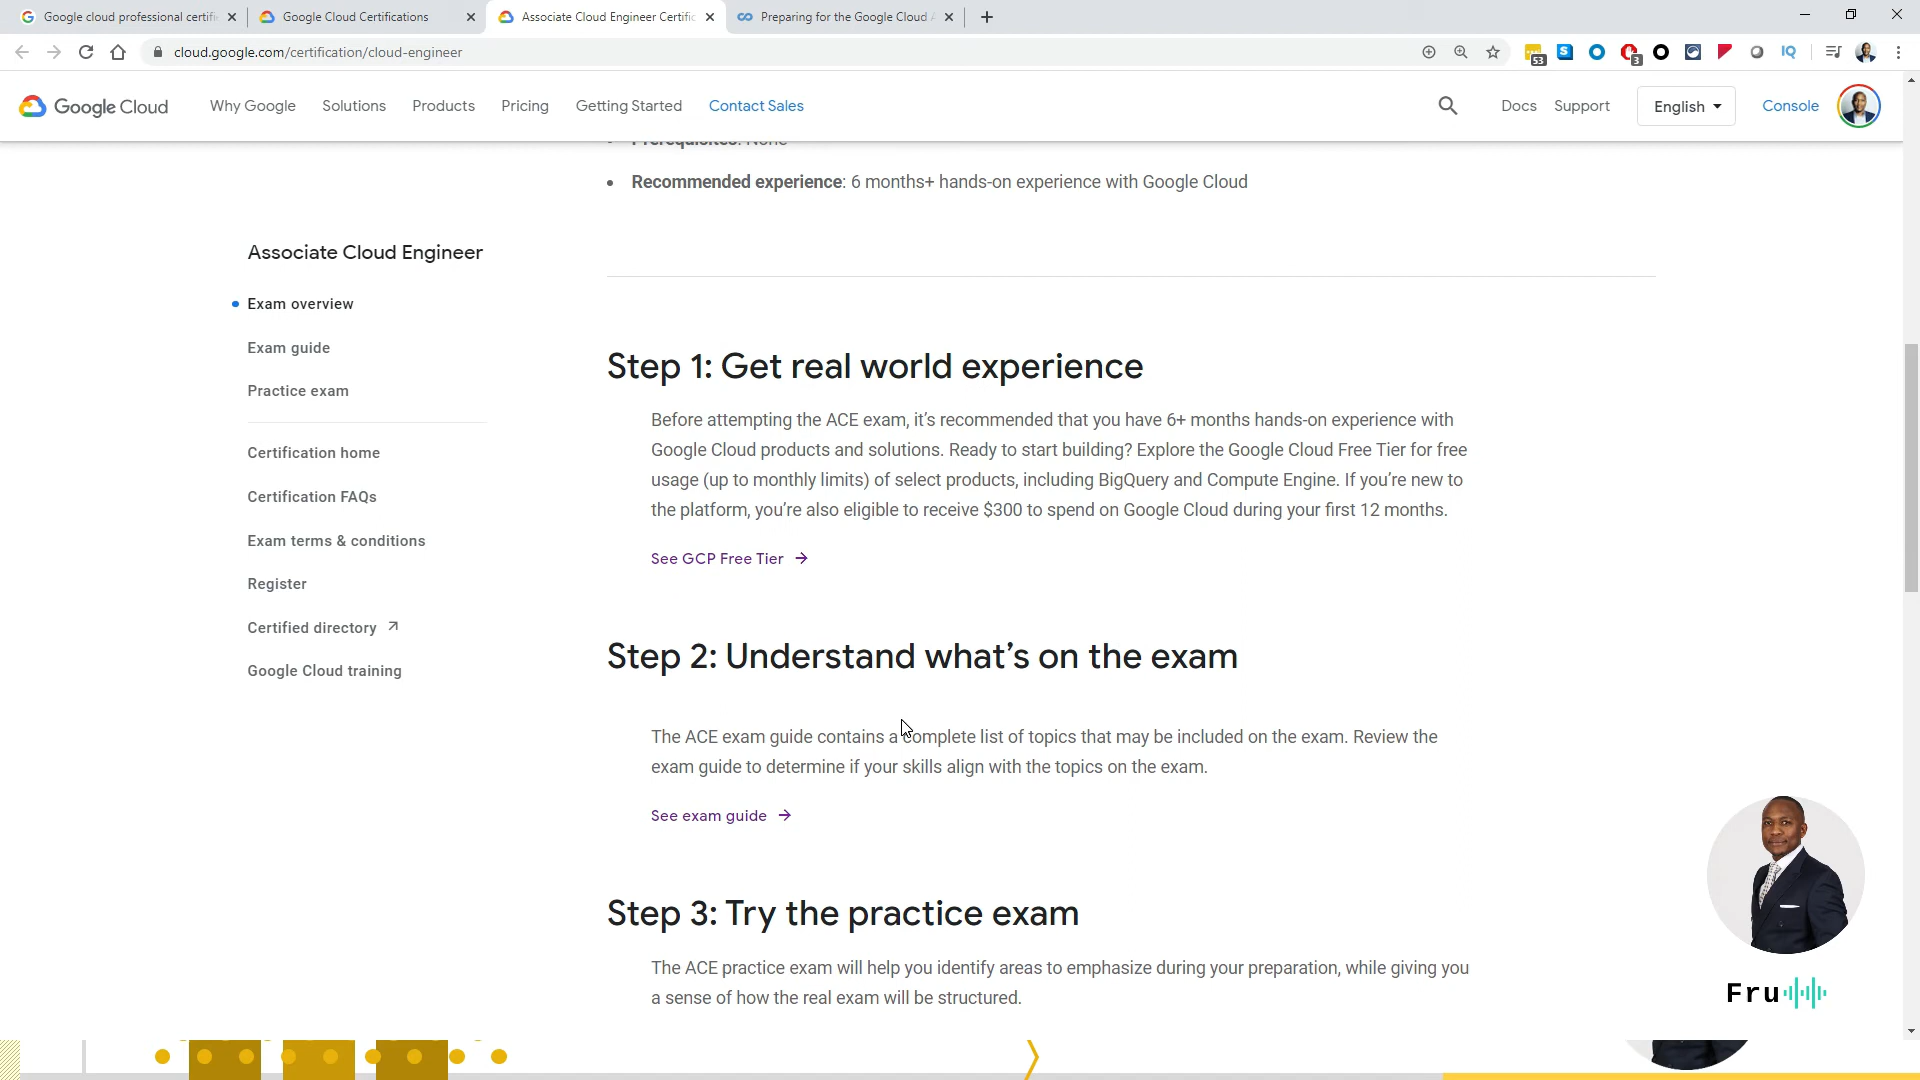 Google cloud professional certifi
Google Cloud Certifications
Associate Cloud Engineer Certific
Preparing for the Google Cloud A
cloud.google.com/certification/cloud-engineer
53
S
3
IQ
Google Cloud
Why Google
Solutions
Products
Pricing
Getting Started
Contact Sales
Docs
Support
English
Console
Prerequisites: None
Recommended experience: 6 months+ hands-on experience with Google Cloud
Associate Cloud Engineer
Exam overview
Exam guide
Practice exam
Certification home
Certification FAQs
Exam terms & conditions
Register
Certified directory
Google Cloud training
Step 1: Get real world experience
Before attempting the ACE exam, it’s recommended that you have 6+ months hands-on experience with
Google Cloud products and solutions. Ready to start building? Explore the Google Cloud Free Tier for free
usage (up to monthly limits) of select products, including BigQuery and Compute Engine. If you’re new to
the platform, you’re also eligible to receive $300 to spend on Google Cloud during your first 12 months.
See GCP Free Tier
Step 2: Understand what’s on the exam
The ACE exam guide contains a complete list of topics that may be included on the exam. Review the
exam guide to determine if your skills align with the topics on the exam.
See exam guide
Step 3: Try the practice exam
The ACE practice exam will help you identify areas to emphasize during your preparation, while giving you
a sense of how the real exam will be structured.
Fru